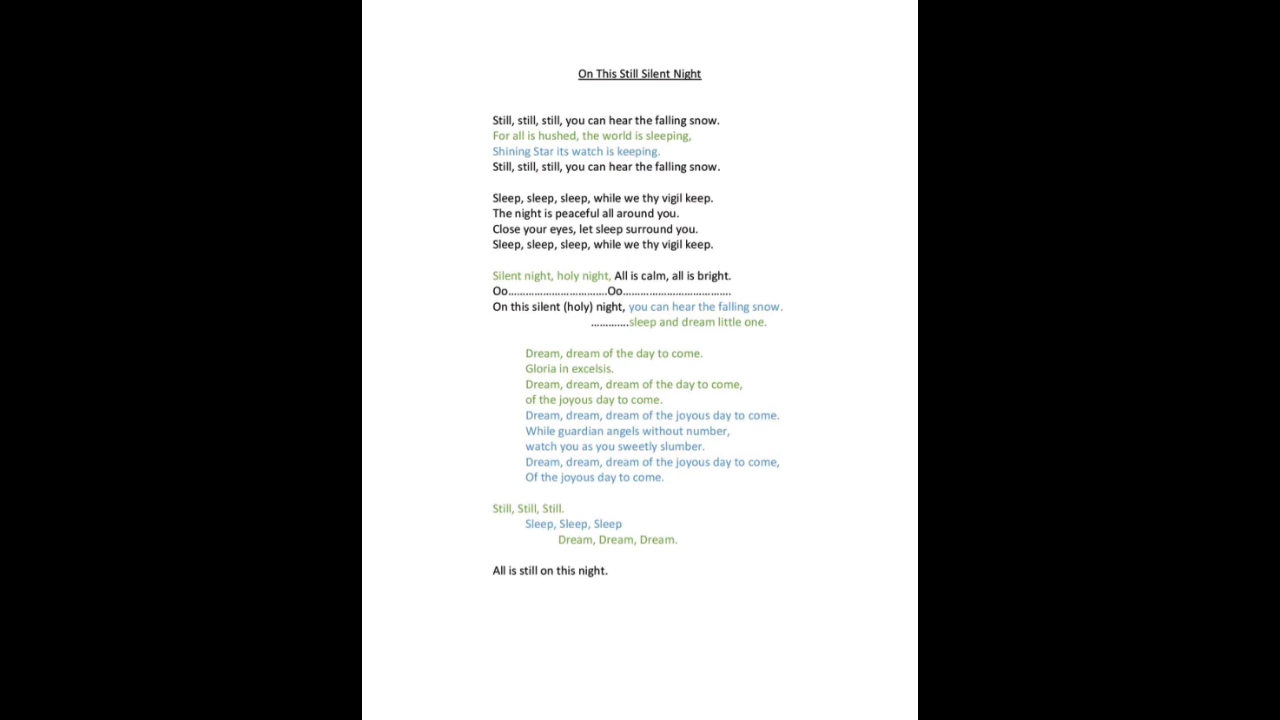 On This Still Silent Night
Still, still, still, you can hear the falling snow.
For all is hushed, the world is sleeping,
Shining Star its watch is keeping.
Still, still, still, you can hear the falling snow.
Sleep, sleep, sleep, while we thy vigil keep.
The night is peaceful all around you.
Close your eyes, let sleep surround you.
Sleep, sleep, sleep, while we thy vigil keep.
Silent night, holy night, All is calm, all is bright.
Oo……………………………..Oo……………………………….
On this silent (holy) night, you can hear the falling snow.
………….sleep and dream little one.
Dream, dream of the day to come.
Gloria in excelsis.
Dream, dream, dream of the day to come,
of the joyous day to come.
Dream, dream, dream of the joyous day to come.
While guardian angels without number,
watch you as you sweetly slumber.
Dream, dream, dream of the joyous day to come,
Of the joyous day to come.
Still, Still, Still.
Sleep, Sleep, Sleep
Dream, Dream, Dream.
All is still on this night.